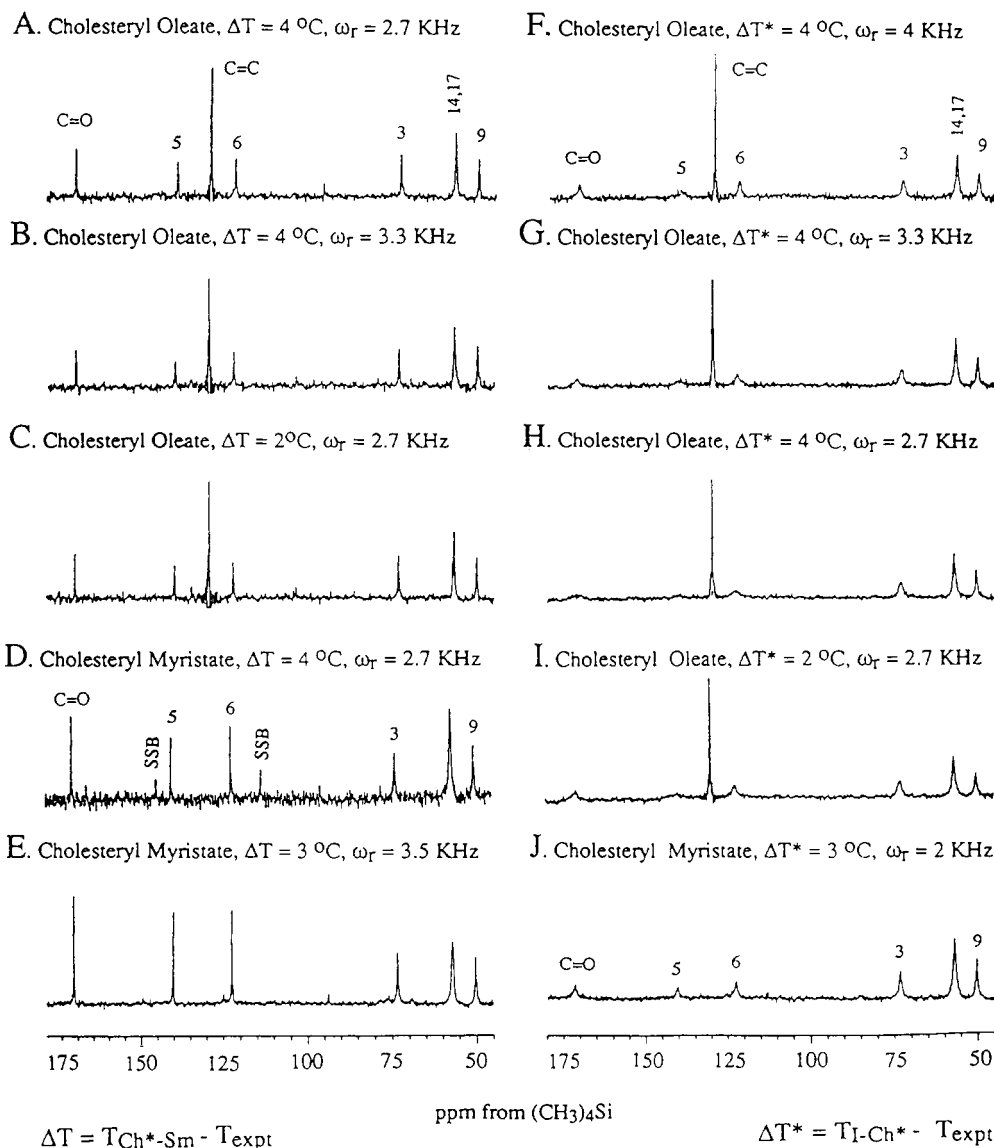 A. Cholesteryl Oleate, ΔT = 4 °C, ωr = 2.7 KHz
C=O
5
C=C
6
3
14,17
9
B. Cholesteryl Oleate, ΔT = 4 °C, ωr = 3.3 KHz
C. Cholesteryl Oleate, ΔT = 2°C, ωr = 2.7 KHz
D. Cholesteryl Myristate, ΔT = 4 °C, ωr = 2.7 KHz
C=O
SSB
5
6
SSB
3
9
E. Cholesteryl Myristate, ΔT = 3 °C, ωr = 3.5 KHz
175 150 125 100 75 50
F. Cholesteryl Oleate, ΔT* = 4 °C, ωr = 4 KHz
C=O
5
C=C
6
3
14,17
9
G. Cholesteryl Oleate, ΔT* = 4 °C, ωr = 3.3 KHz
H. Cholesteryl Oleate, ΔT* = 4 °C, ωr = 2.7 KHz
I. Cholesteryl Oleate, ΔT* = 2 °C, ωr = 2.7 KHz
J. Cholesteryl Myristate, ΔT* = 3 °C, ωr = 2 KHz
C=O
5
6
3
9
175 150 125 100 75 50
ppm from (CH3)4Si
ΔT = TCh*-Sm - Texpt
ΔT* = TI-Ch* - Texpt